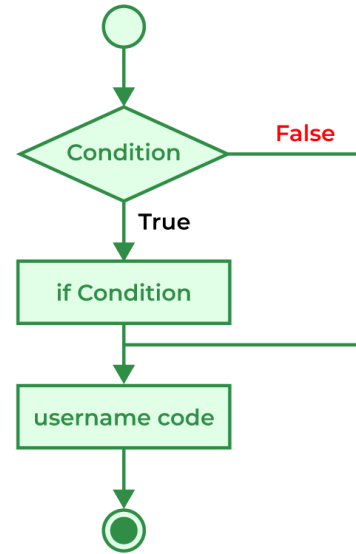 Condition
False
True
if Condition
username code